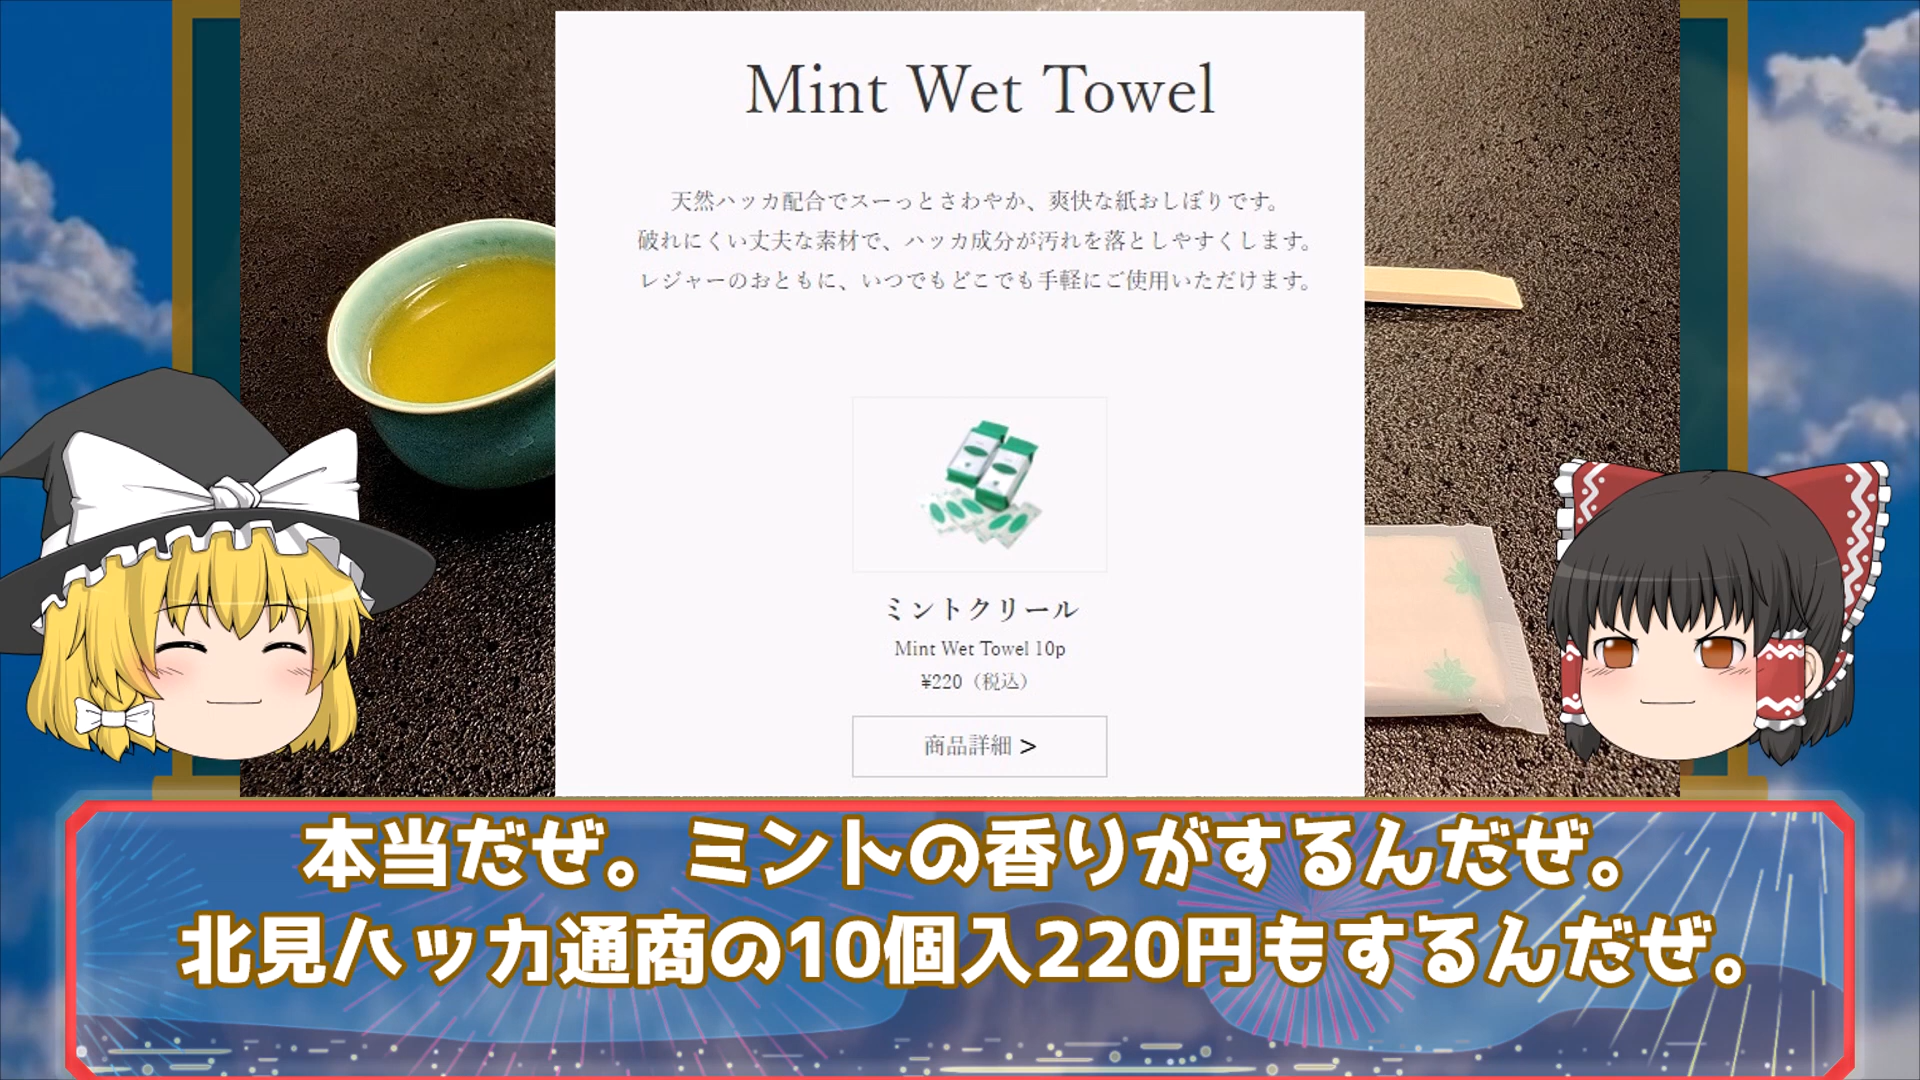 Mint Wet Towel
天然ハッカ配合でスーっとさわやか、爽快な紙おしぼりです。
破れにくい丈夫な素材で、ハッカ成分が汚れを落としやすくします。
レジャーのおともに、いつでもどこでも手軽にご使用いただけます。
ミントクリール
Mint Wet Towel 10p
¥220（税込）
商品詳細 >
本当だぜ。ミントの香りがするんだぜ。
北見ハッカ通商の10個入220円もするんだぜ。